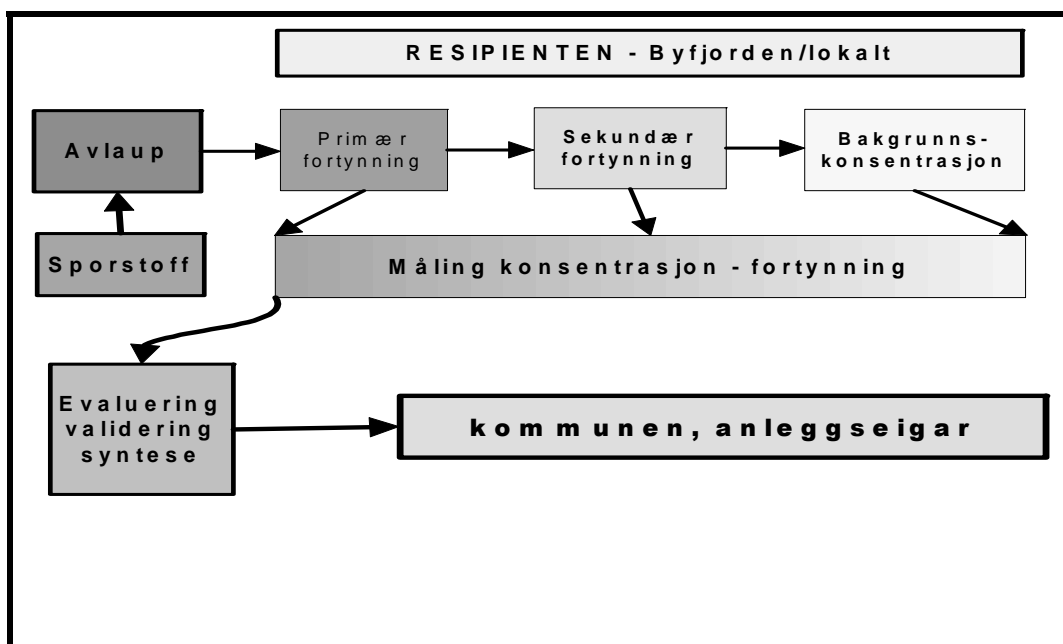 RESIPIENTEN - Byfjorden/lokalt
Avlaup
Primær
fortynning
Sekundær
fortynning
Bakgrunns-
konsentrasjon
Sporstoff
Måling konsentrasjon - fortynning
Evaluering
validering
syntese
kommunen, anleggseigar